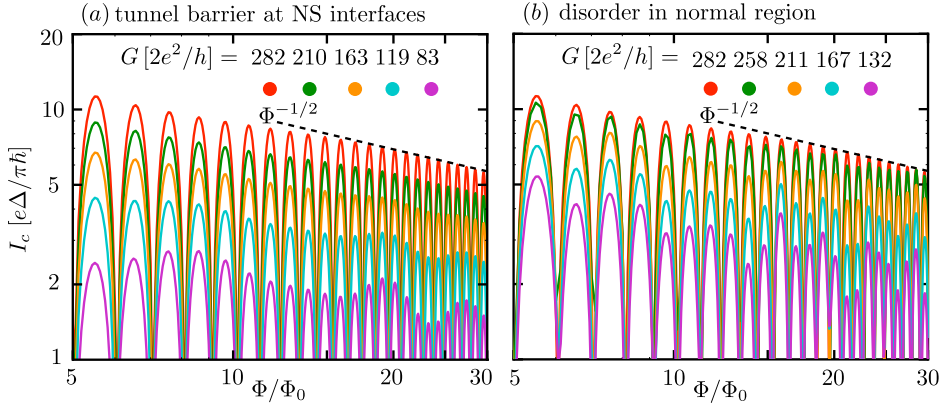 (a) tunnel barrier at NS interfaces
G [2e²/h] = 282 210 163 119 83
Φ⁻¹/²
I_c [eΔ/πℏ]
20
10
5
2
1
5 10 20 30
Φ/Φ₀
(b) disorder in normal region
G [2e²/h] = 282 258 211 167 132
Φ⁻¹/²
5 10 20 30
Φ/Φ₀